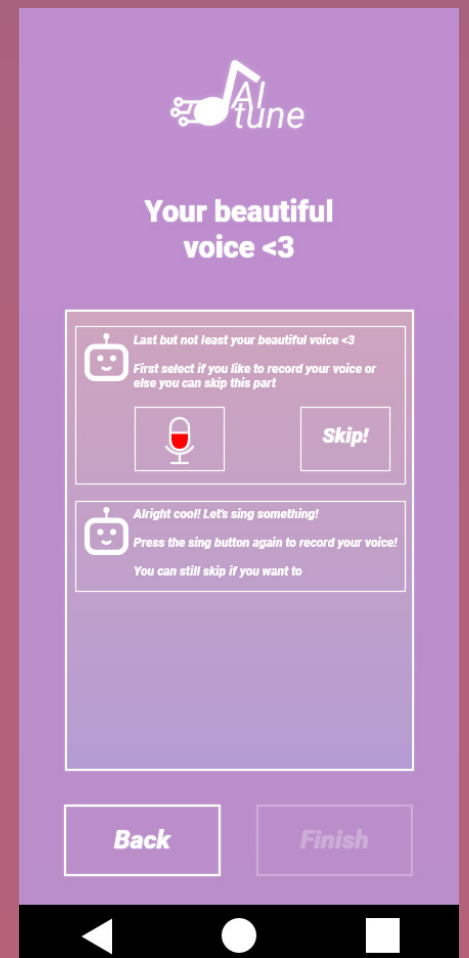 AI
tune
Your beautiful
voice <3
Last but not least your beautiful voice <3
First select if you like to record your voice or
else you can skip this part
Skip!
Alright cool! Let's sing something!
Press the sing button again to record your voice!
You can still skip if you want to
Back
Finish